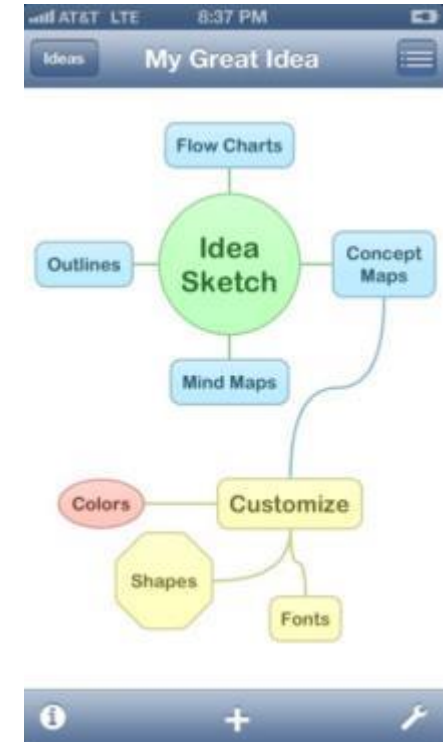 AT&T LTE 8:37 PM
Ideas My Great Idea
Flow Charts
Idea
Sketch
Outlines
Concept
Maps
Mind Maps
Colors
Customize
Shapes
Fonts